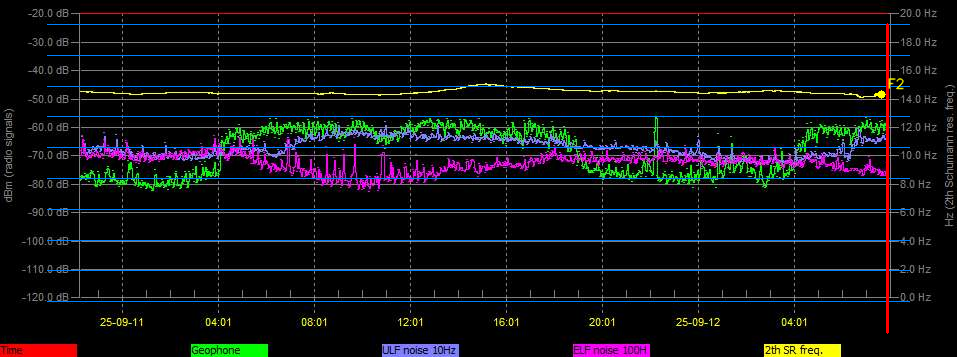 -20.0 dB 20.0 Hz
-30.0 dB 18.0 Hz
-40.0 dB 16.0 Hz
F2
-50.0 dB 14.0 Hz
-60.0 dB 12.0 Hz
-70.0 dB 10.0 Hz
-80.0 dB 8.0 Hz
-90.0 dB 6.0 Hz
-100.0 dB 4.0 Hz
-110.0 dB 2.0 Hz
-120.0 dB 0.0 Hz
dBm (radio signals)
Hz (2th Schumann res. freq.)
25-09-11 04:01 08:01 12:01 16:01 20:01 25-09-12 04:01
Time Geophone ULF noise 10Hz ELF noise 100H 2th SR freq.